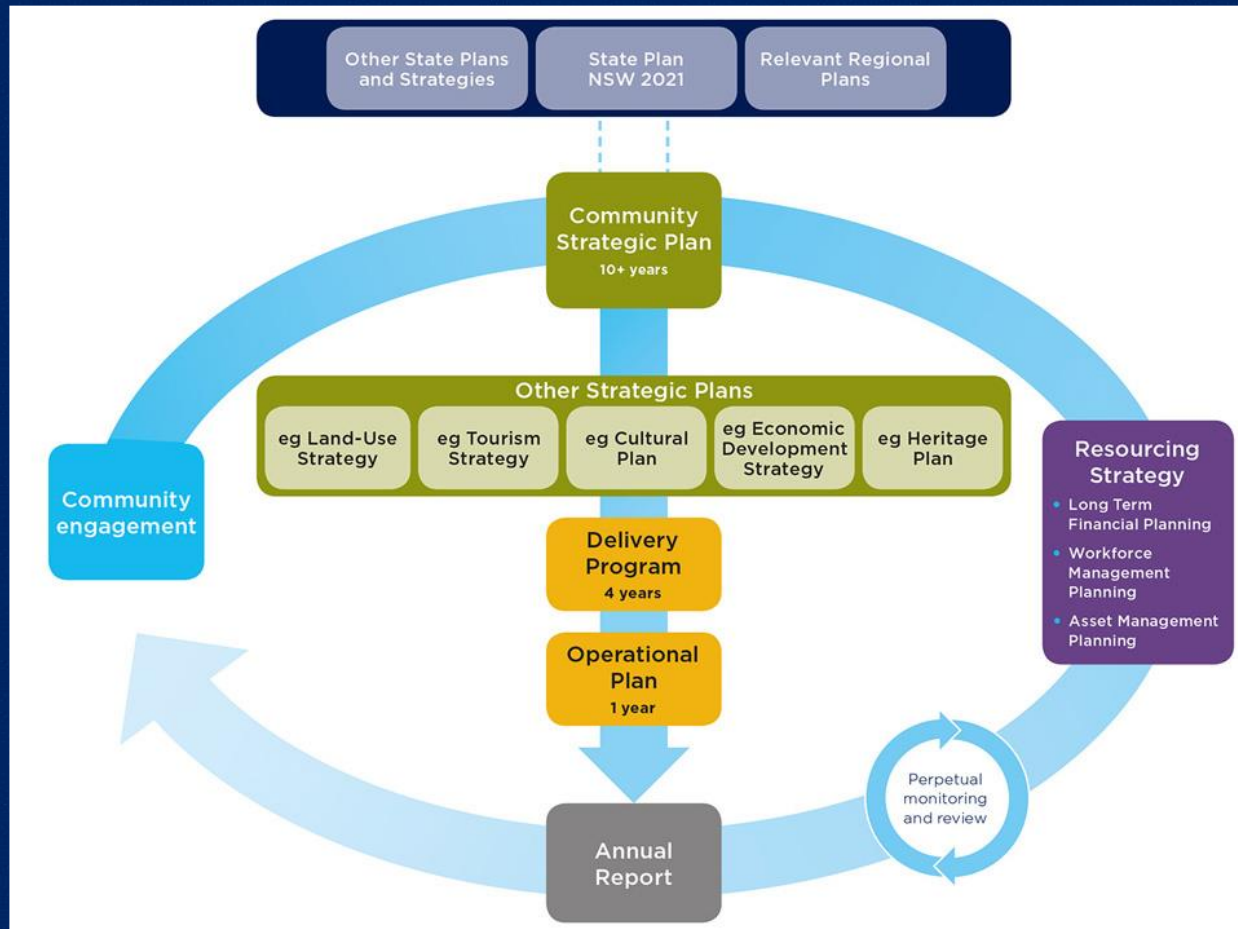 Other State Plans
and Strategies
State Plan
NSW 2021
Relevant Regional
Plans
Community
Strategic Plan
10+ years
Other Strategic Plans
eg Land-Use
Strategy
eg Tourism
Strategy
eg Cultural
Plan
eg Economic
Development
Strategy
eg Heritage
Plan
Community
engagement
Resourcing
Strategy
• Long Term
Financial Planning
• Workforce
Management
Planning
• Asset Management
Planning
Delivery
Program
4 years
Operational
Plan
1 year
Perpetual
monitoring
and review
Annual
Report